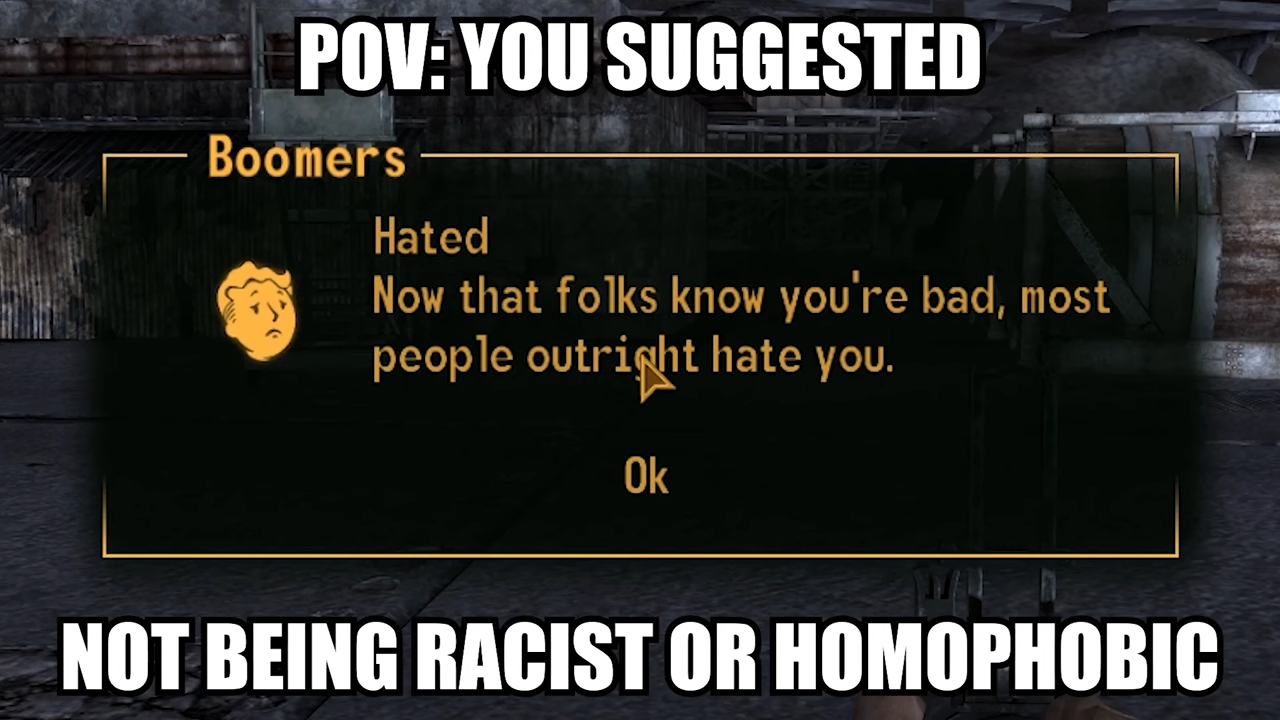 POV: YOU SUGGESTED
Boomers
Hated
Now that folks know you're bad, most
people outright hate you.
Ok
NOT BEING RACIST OR HOMOPHOBIC